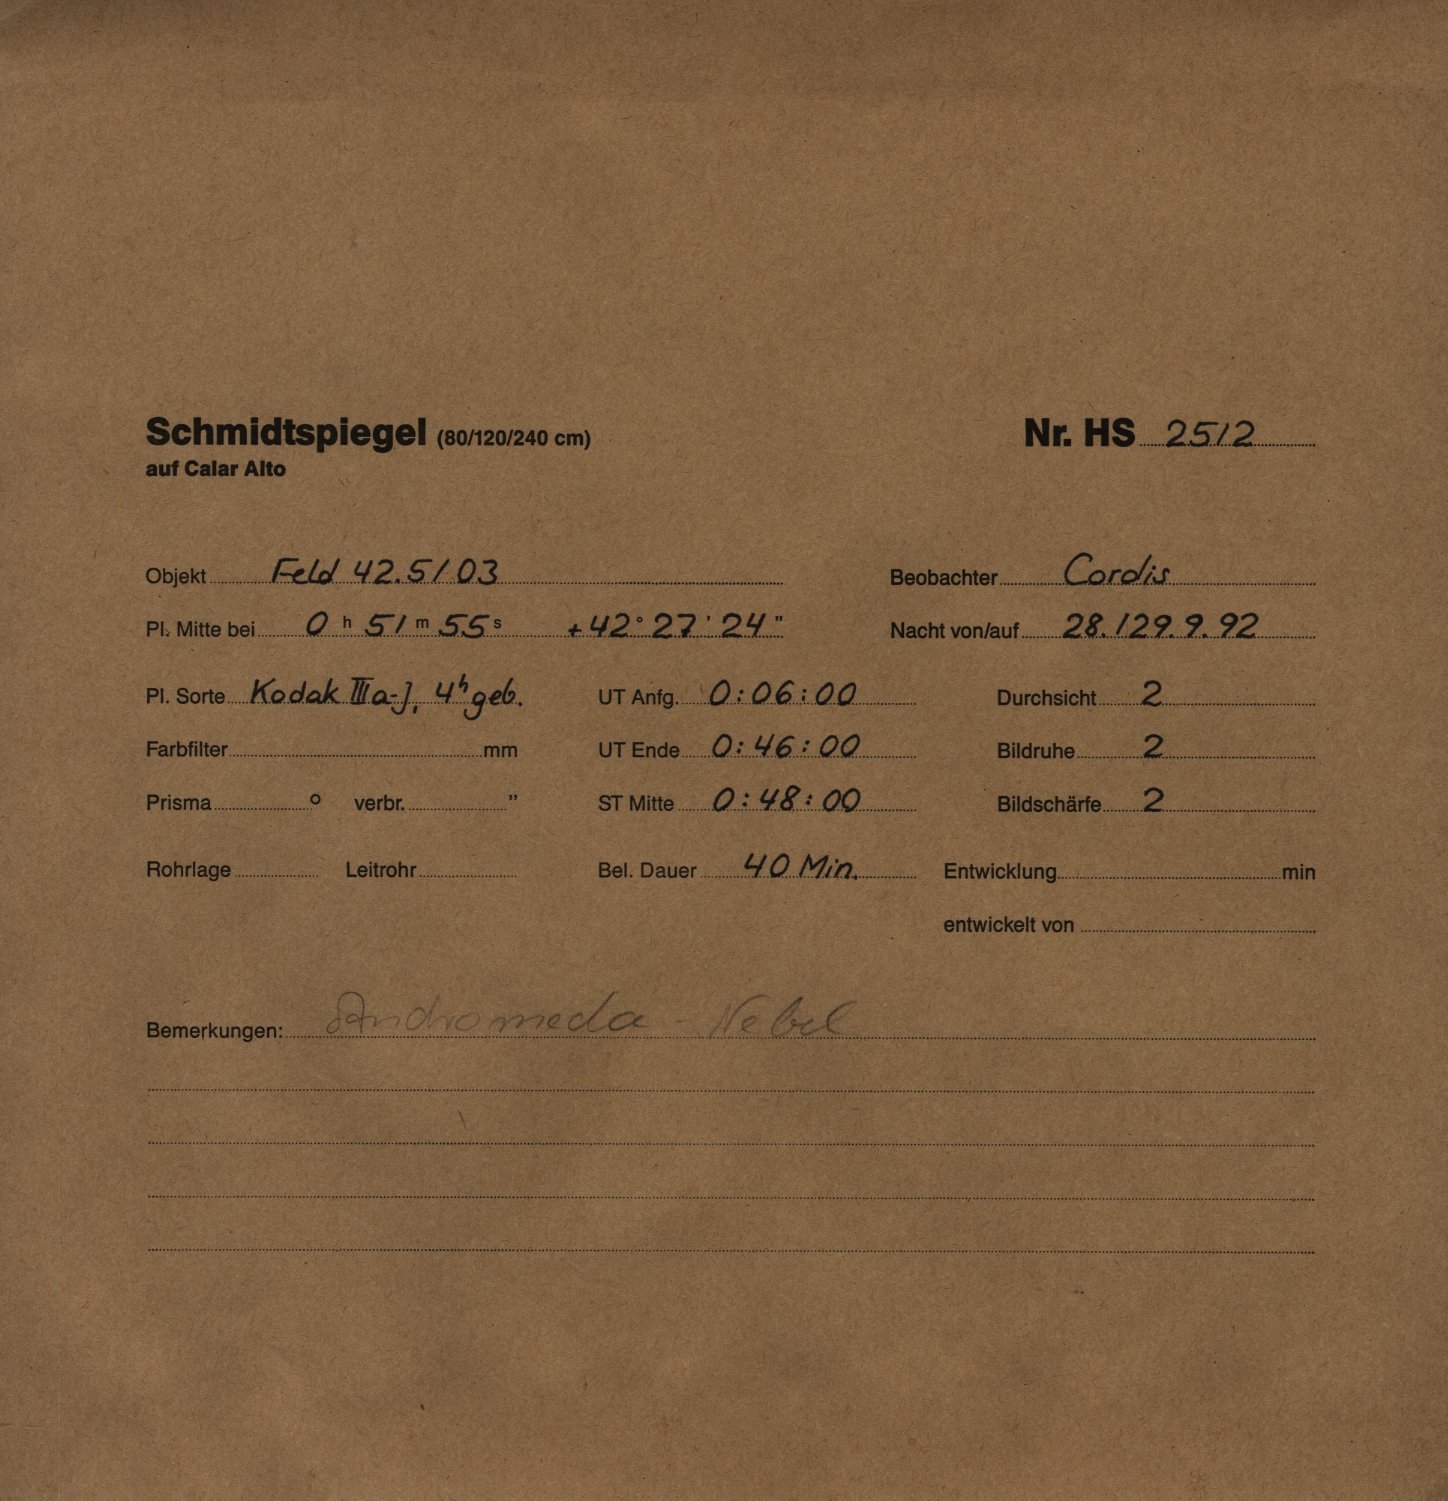 Schmidtspiegel (80/120/240 cm) Nr. HS 2512
auf Calar Alto
Objekt Feld 42.5/03 Beobachter Cordis
Pl. Mitte bei 0 h 51 m 55 s +42° 27' 24" Nacht von/auf 28./29.9.92
Pl. Sorte Kodak IIIa-J, 4h geb. UT Anfg. 0:06:00 Durchsicht 2
Farbfilter mm UT Ende 0:46:00 Bildruhe 2
Prisma ° verbr. " ST Mitte 0:48:00 Bildschärfe 2
Rohrlage Leitrohr Bel. Dauer 40 Min. Entwicklung min
entwickelt von
Bemerkungen: Andromeda - Nebel